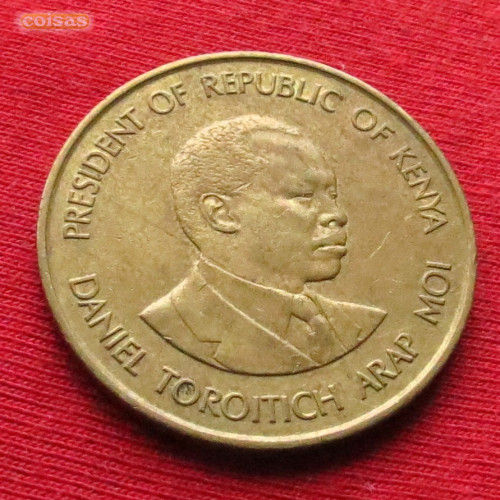 coisas
PRESIDENT OF REPUBLIC OF KENYA
DANIEL TOROITICH ARAP MOI